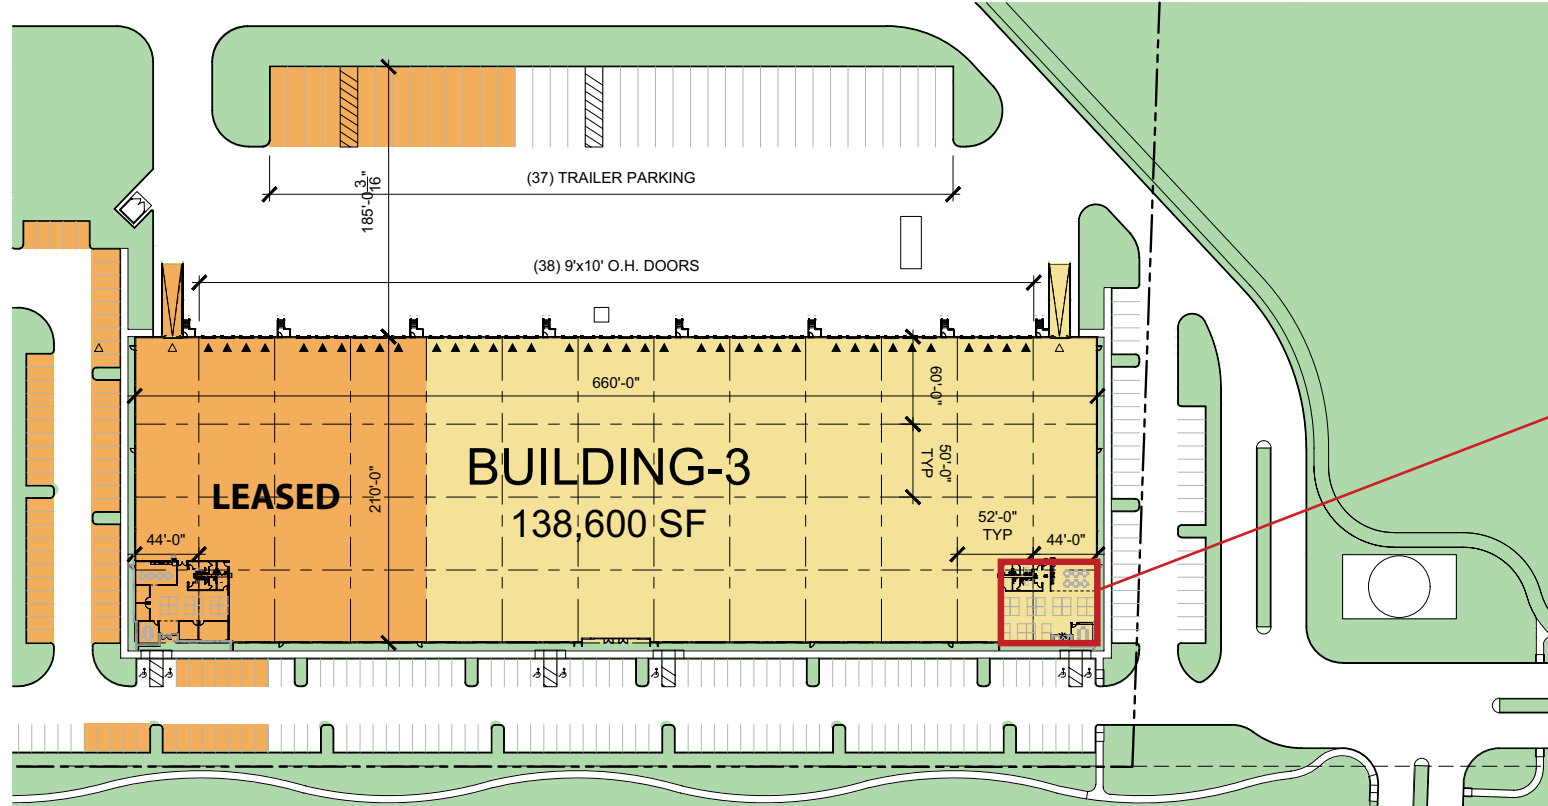 (37) TRAILER PARKING
185'-0 3/16"
(38) 9'x10' O.H. DOORS
660'-0"
60'-0"
BUILDING-3
138,600 SF
LEASED
210'-0"
50'-0"
TYP
52'-0"
TYP
44'-0"
44'-0"